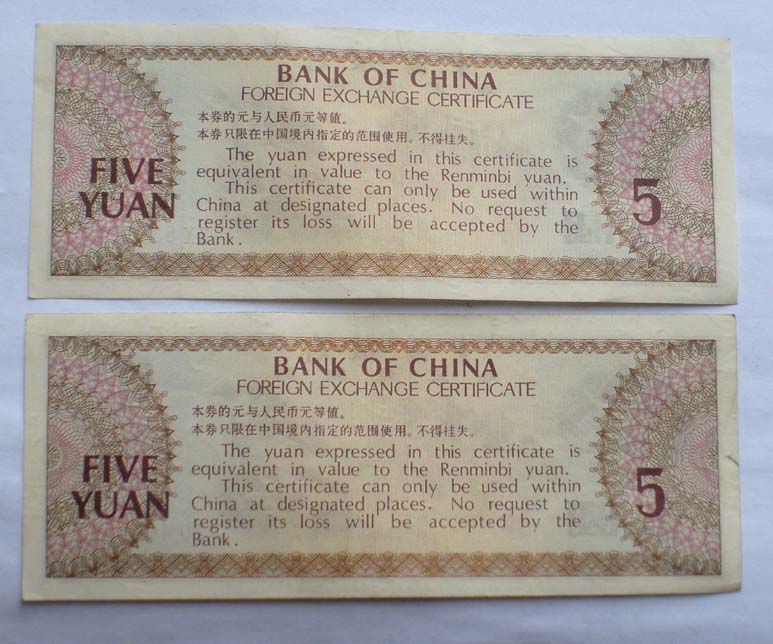 BANK OF CHINA
FOREIGN EXCHANGE CERTIFICATE
本券的元与人民币元等值。
本券只限在中国境内指定的范围使用。不得挂失。
The yuan expressed in this certificate is
equivalent in value to the Renminbi yuan.
This certificate can only be used within
China at designated places. No request to
register its loss will be accepted by the
Bank.
FIVE
YUAN
5
BANK OF CHINA
FOREIGN EXCHANGE CERTIFICATE
本券的元与人民币元等值。
本券只限在中国境内指定的范围使用。不得挂失。
The yuan expressed in this certificate is
equivalent in value to the Renminbi yuan.
This certificate can only be used within
China at designated places. No request to
register its loss will be accepted by the
Bank.
FIVE
YUAN
5